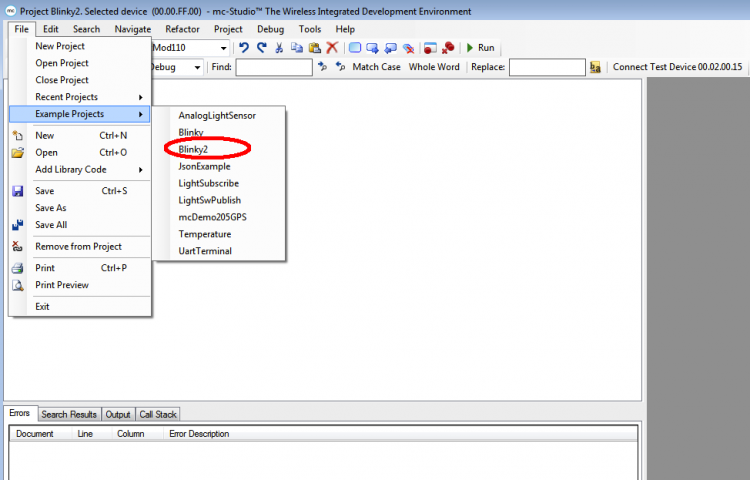 mc Project Blinky2. Selected device (00.00.FF.00) - mc-Studio™ The Wireless Integrated Development Environment
File Edit Search Navigate Refactor Project Debug Tools Help
Mod110 Run
ebug Find: Match Case Whole Word Replace: Connect Test Device 00.02.00.15
New Project
Open Project
Close Project
Recent Projects
Example Projects
New Ctrl+N
Open Ctrl+O
Add Library Code
Save Ctrl+S
Save As
Save All
Remove from Project
Print Ctrl+P
Print Preview
Exit
AnalogLightSensor
Blinky
Blinky2
JsonExample
LightSubscribe
LightSwPublish
mcDemo205GPS
Temperature
UartTerminal
Errors Search Results Output Call Stack
Document Line Column Error Description